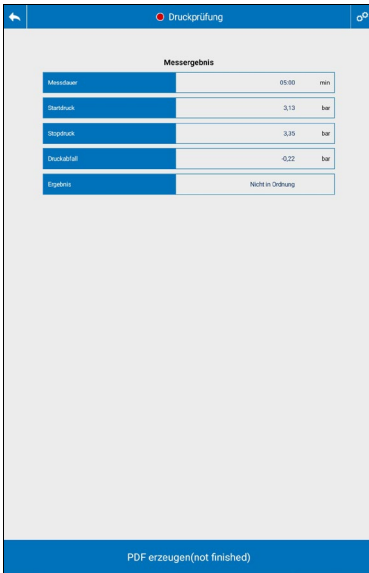 Druckprüfung
Messergebnis
Messdauer 05:00 min
Startdruck 3,13 bar
Stopdruck 3,35 bar
Druckabfall -0,22 bar
Ergebnis Nicht in Ordnung
PDF erzeugen(not finished)